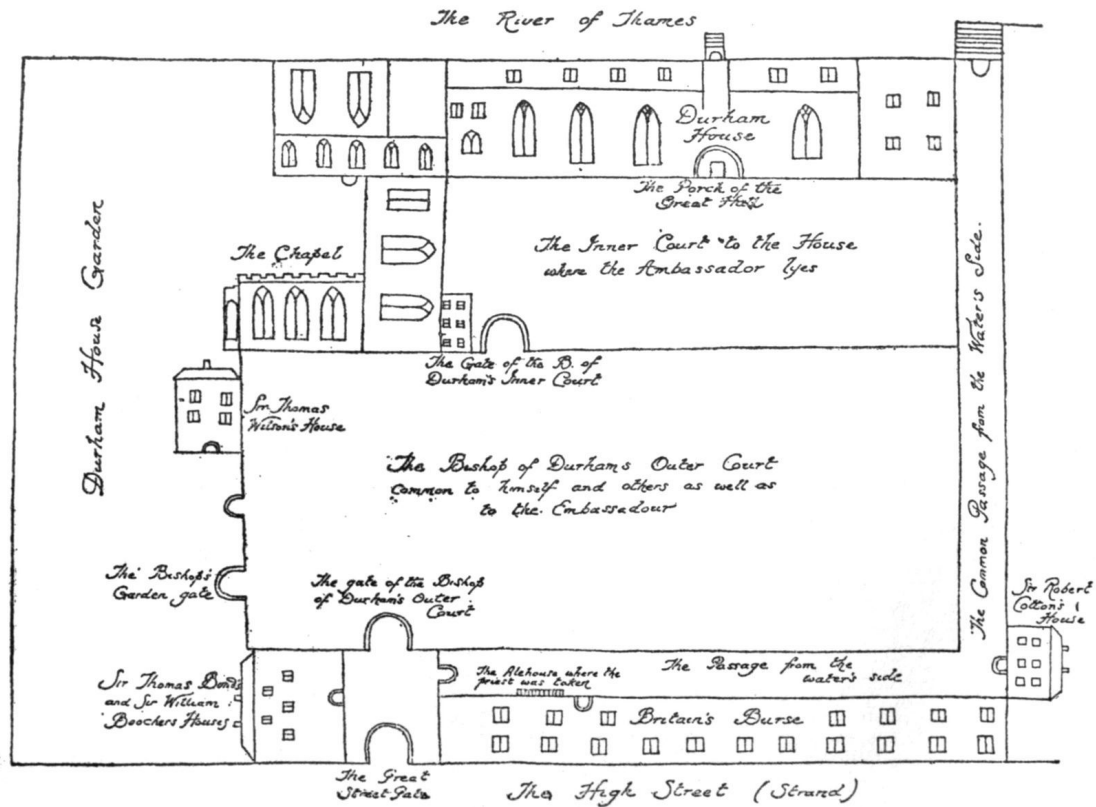 The River of Thames
Durham
House
The Porch of the
Great Hall
Durham House Garden
The Chapel
The Inner Court to the House
where the Ambassador lyes
The Common Passage from the Water's Side.
The Gate of the B. of
Durham's Inner Court
Sir Thomas
Wilson's House
The Bishop of Durhams Outer Court
common to himself and others as well as
to the Embassadour
The Bishop's
Garden gate
The gate of the Bishop
of Durham's Outer
Court
Sir Robert
Cotton's
House
Sir Thomas Bonds
and Sir William
Boochers Houses
The Alehouse where the
priest was taken
The Passage from the
water's side
Britain's Burse
The Great
Street Gate
The High Street (Strand)